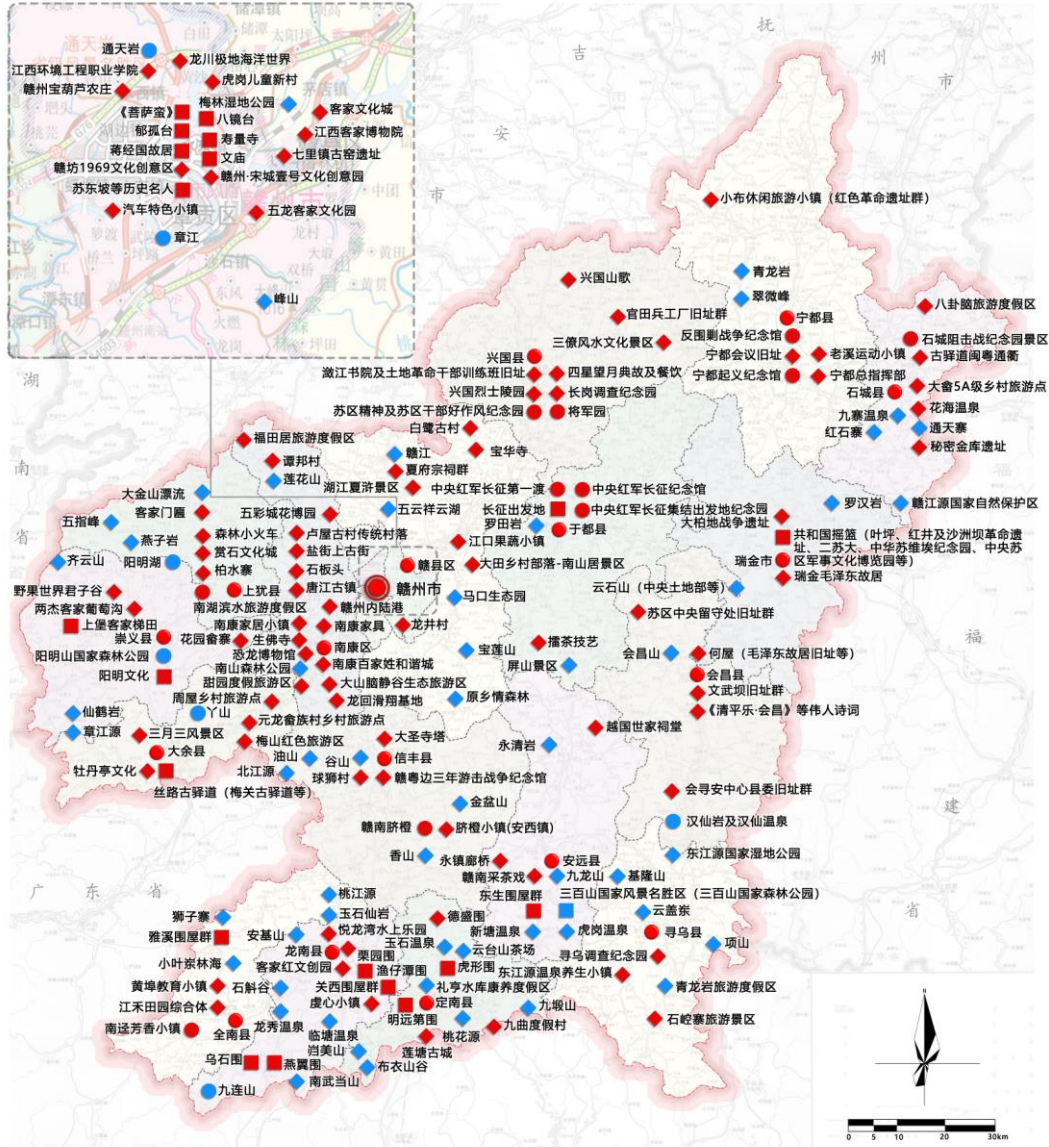 通天岩
龙川极地海洋世界
江西环境工程职业学院
虎岗儿童新村
赣州宝葫芦农庄
梅林湿地公园
客家文化城
《菩萨蛮》
八镜台
郁孤台
寿量寺
江西客家博物院
蒋经国故居
文庙
七里镇古窑遗址
赣坊1969文化创意区
赣州·宋城壹号文化创意园
苏东坡等历史名人
汽车特色小镇
五龙客家文化园
章江
峰山
吉
安
市
抚
州
市
湖
南
省
福
建
省
广东省
小布休闲旅游小镇（红色革命遗址群）
青龙岩
翠微峰
兴国山歌
官田兵工厂旧址群
宁都县
八卦脑旅游度假区
三僚风水文化景区
反围剿战争纪念馆
石城阻击战纪念园景区
兴国县
宁都会议旧址
老溪运动小镇
古驿道闽粤通衢
潋江书院及土地革命干部训练班旧址
四星望月典故及餐饮
宁都起义纪念馆
宁都总指挥部
大畲5A级乡村旅游点
兴国烈士陵园
长岗调查纪念园
石城县
花海温泉
苏区精神及苏区干部好作风纪念园
将军园
九寨温泉
通天寨
白鹭古村
红石寨
秘密金库遗址
福田居旅游度假区
宝华寺
谭邦村
赣江
莲花山
夏府宗祠群
大金山漂流
湖江夏浒景区
中央红军长征第一渡
中央红军长征纪念馆
罗汉岩
赣江源国家自然保护区
客家门匾
五彩城花博园
五云祥云湖
长征出发地
中央红军长征集结出发地纪念园
五指峰
罗田岩
于都县
大柏地战争遗址
燕子岩
森林小火车
卢屋古村传统村落
江口果蔬小镇
共和国摇篮（叶坪、红井及沙洲坝革命遗
址、二苏大、中华苏维埃纪念园、中央苏
区军事文化博览园等）
赏石文化城
盐街上古街
齐云山
阳明湖
柏水寨
石板头
赣县区
大田乡村部落-南山居景区
瑞金市
瑞金毛泽东故居
野果世界君子谷
上犹县
唐江古镇
赣州市
云石山（中央土地部等）
两杰客家葡萄沟
南湖滨水旅游度假区
赣州内陆港
马口生态园
苏区中央留守处旧址群
上堡客家梯田
南康家居小镇
南康家具
龙井村
崇义县
花园畲寨
生佛寺
南康区
擂茶技艺
阳明山国家森林公园
恐龙博物馆
宝莲山
会昌山
何屋（毛泽东故居旧址等）
南山森林公园
南康百家姓和谐城
屏山景区
会昌县
阳明文化
甜园度假旅游区
大山脑静谷生态旅游区
文武坝旧址群
周屋乡村旅游点
龙回滑翔基地
原乡情森林
《清平乐·会昌》等伟人诗词
仙鹤岩
丫山
元龙畲族村乡村旅游点
越国世家祠堂
章江源
三月三风景区
梅山红色旅游区
大圣寺塔
永清岩
大余县
油山
谷山
信丰县
牡丹亭文化
北江源
球狮村
赣粤边三年游击战争纪念馆
丝路古驿道（梅关古驿道等）
会寻安中心县委旧址群
金盆山
赣南脐橙
脐橙小镇(安西镇)
汉仙岩及汉仙温泉
香山
永镇廊桥
安远县
东江源国家湿地公园
赣南采茶戏
九龙山
基隆山
桃江源
东生围屋群
三百山国家风景名胜区（三百山国家森林公园）
狮子寨
玉石仙岩
德盛围
云盖岽
雅溪围屋群
安基山
悦龙湾水上乐园
新塘温泉
虎岗温泉
寻乌县
玉石温泉
云台山茶场
项山
龙南县
栗园围
小叶岽林海
客家红文创园
渔仔潭围
虎形围
寻乌调查纪念园
黄埠教育小镇
石斛谷
关西围屋群
礼亨水库康养度假区
东江源温泉养生小镇
江禾田园综合体
虔心小镇
定南县
九塅山
青龙岩旅游度假区
南迳芳香小镇
全南县
龙秀温泉
明远第围
临塘温泉
桃花源
九曲度假村
石崆寨旅游景区
莲塘古城
乌石围
燕翼围
岿美山
布衣山谷
九连山
南武当山
N
0 5 10 20 30km